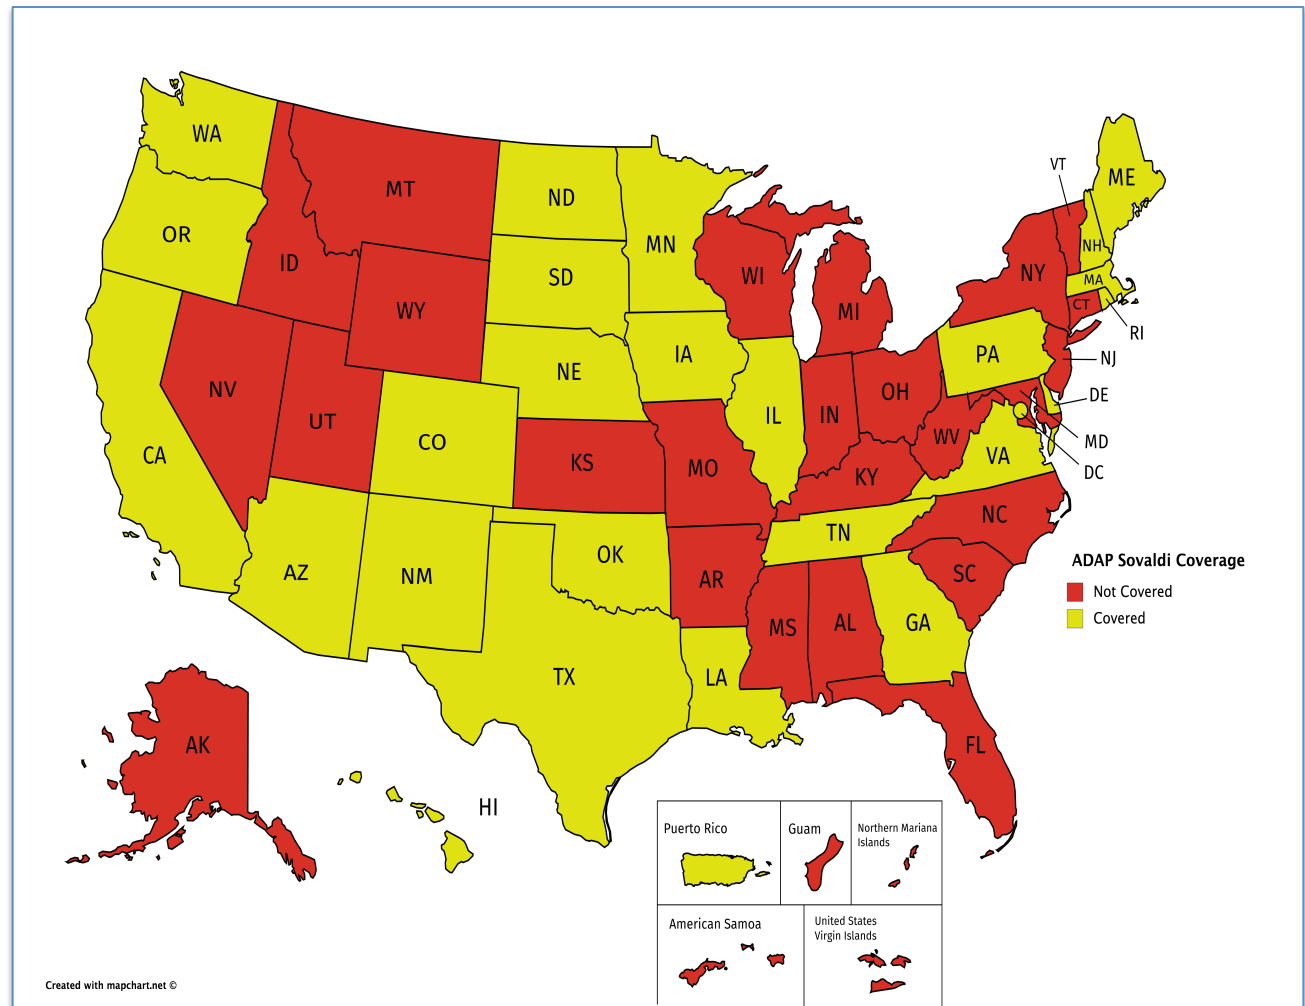 WA
MT
ND
MN
ME
VT
OR
ID
SD
WI
NH
NY
MA
WY
MI
CT
RI
IA
PA
NJ
NE
NV
OH
DE
UT
IL
IN
CO
WV
MD
CA
KS
MO
KY
VA
DC
NC
TN
OK
AZ
NM
AR
SC
ADAP Sovaldi Coverage
Not Covered
Covered
MS
AL
GA
TX
LA
AK
FL
HI
Puerto Rico
Guam
Northern Mariana
Islands
American Samoa
United States
Virgin Islands
Created with mapchart.net ©